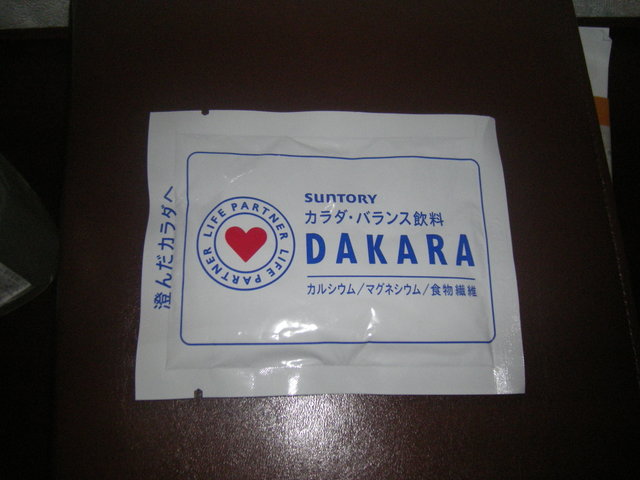 澄んだカラダへ
LIFE PARTNER LIFE PARTNER
SUNTORY
カラダ・バランス飲料
DAKARA
カルシウム/マグネシウム/食物繊維